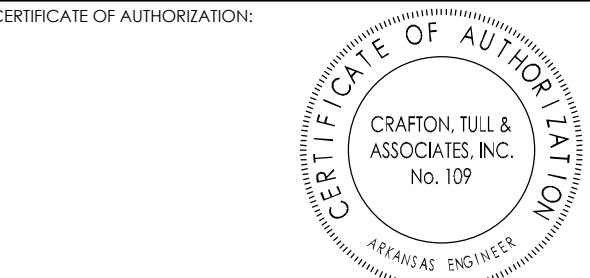 CERTIFICATE OF AUTHORIZATION:
CERTIFICATE OF AUTHORIZATION
CRAFTON, TULL &
ASSOCIATES, INC.
No. 109
ARKANSAS ENGINEER